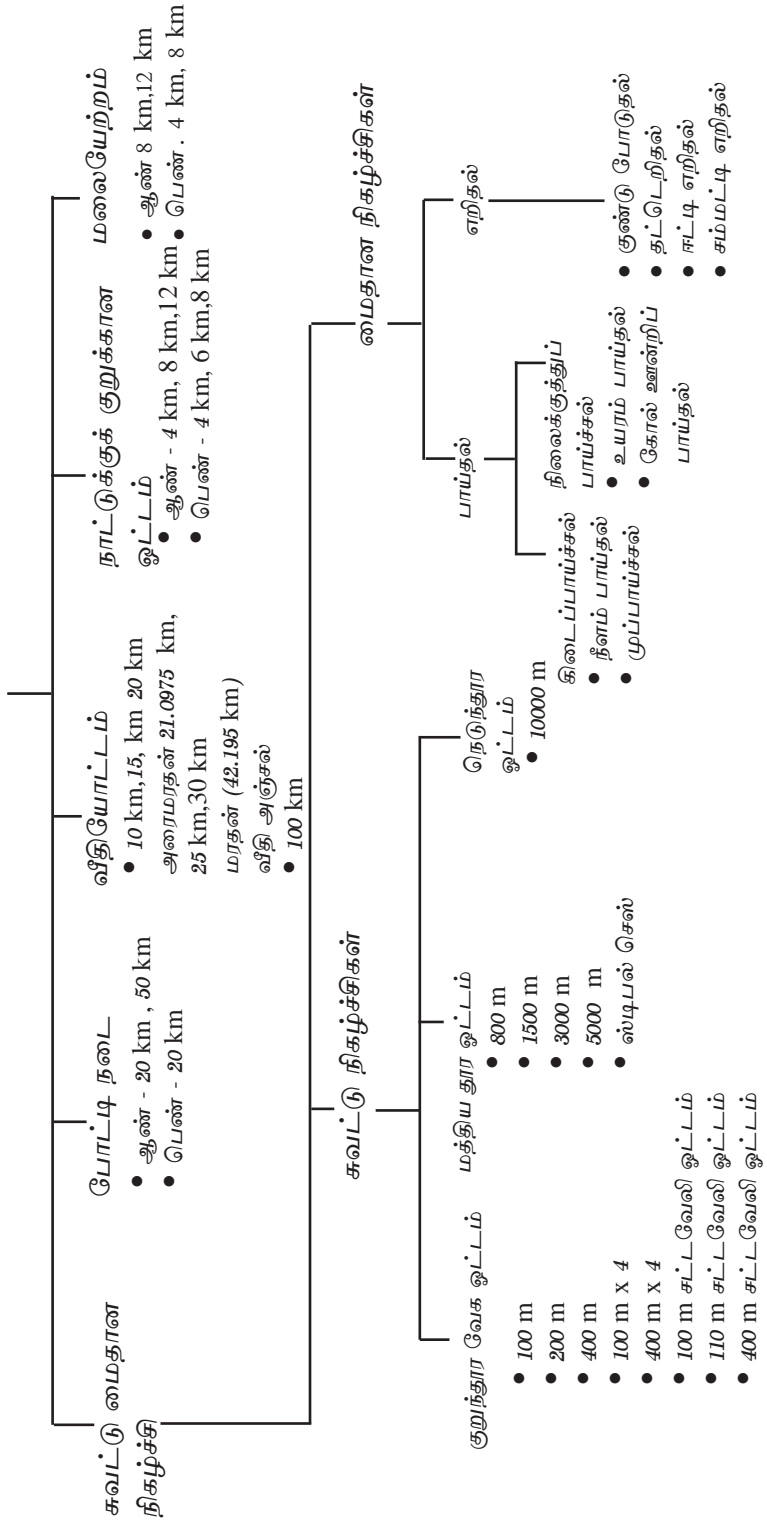 சுவட்டு மைதான
நிகழ்ச்சி
போட்டி நடை
• ஆண் - 20 km , 50 km
• பெண் - 20 km
வீதியோட்டம்
• 10 km,15, km 20 km
அரைமரதன் 21.0975 km,
25 km,30 km
மரதன் (42.195 km)
வீதி அஞ்சல்
• 100 km
நாட்டுக்குக் குறுக்கான
ஓட்டம்
• ஆண் - 4 km, 8 km,12 km
• பெண் - 4 km, 6 km,8 km
மலையேற்றம்
• ஆண் 8 km,12 km
• பெண் . 4 km, 8 km
சுவட்டு நிகழ்ச்சிகள்
மைதான நிகழ்ச்சிகள்
குறுந்தூர வேக ஓட்டம்
• 100 m
• 200 m
• 400 m
• 100 m x 4
• 400 m x 4
• 100 m சட்டவேலி ஓட்டம்
• 110 m சட்டவேலி ஓட்டம்
• 400 m சட்டவேலி ஓட்டம்
மத்திய தூர ஓட்டம்
• 800 m
• 1500 m
• 3000 m
• 5000 m
• ஸ்டிபல் செஸ்
நெடுந்தூர
ஓட்டம்
• 10000 m
பாய்தல்
கிடைப்பாய்ச்சல்
• நீளம் பாய்தல்
• முப்பாய்ச்சல்
நிலைக்குத்துப்
பாய்ச்சல்
• உயரம் பாய்தல்
• கோல் ஊன்றிப்
பாய்தல்
எறிதல்
• குண்டு போடுதல்
• தட்டெறிதல்
• ஈட்டி எறிதல்
• சம்மட்டி எறிதல்